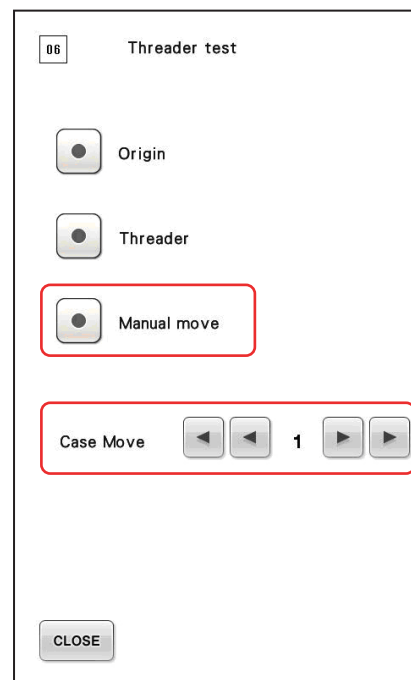 06 Threader test
Origin
Threader
Manual move
Case Move 1
CLOSE